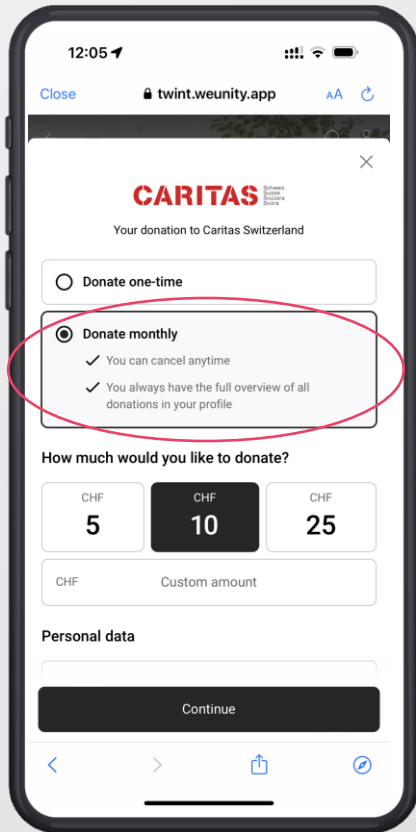 12:05
Close
twint.weunity.app
AA
CARITAS
Schweiz
Suisse
Svizzera
Svizra
Your donation to Caritas Switzerland
Donate one-time
Donate monthly
You can cancel anytime
You always have the full overview of all
donations in your profile
How much would you like to donate?
CHF CHF CHF
5 10 25
CHF Custom amount
Personal data
Continue